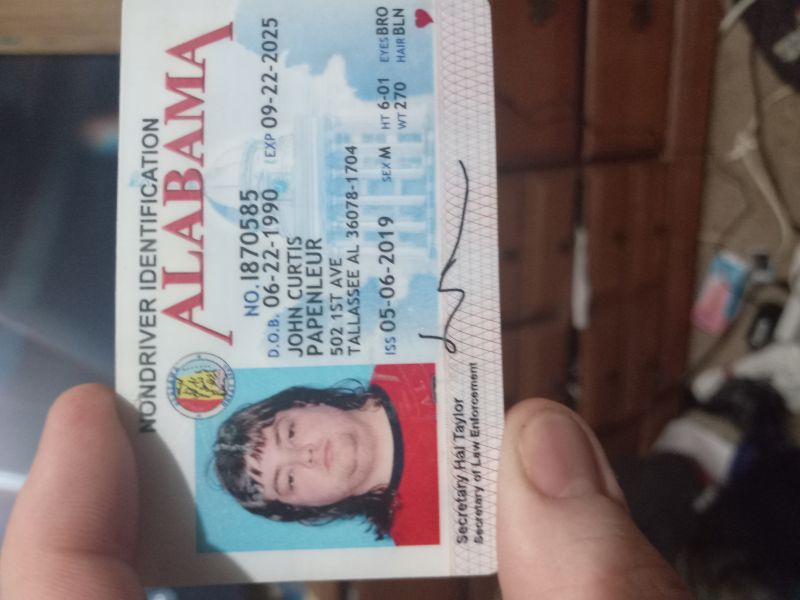 NONDRIVER IDENTIFICATION
ALABAMA
NO. I870585
D.O.B. 06-22-1990 EXP 09-22-2025
JOHN CURTIS
PAPENLEUR
502 1ST AVE
TALLASSEE AL 36078-1704
SEX M HT 6-01 EYES BRO
WT 270 HAIR BLN
ISS 05-06-2019
Secretary Hal Taylor
Secretary of Law Enforcement